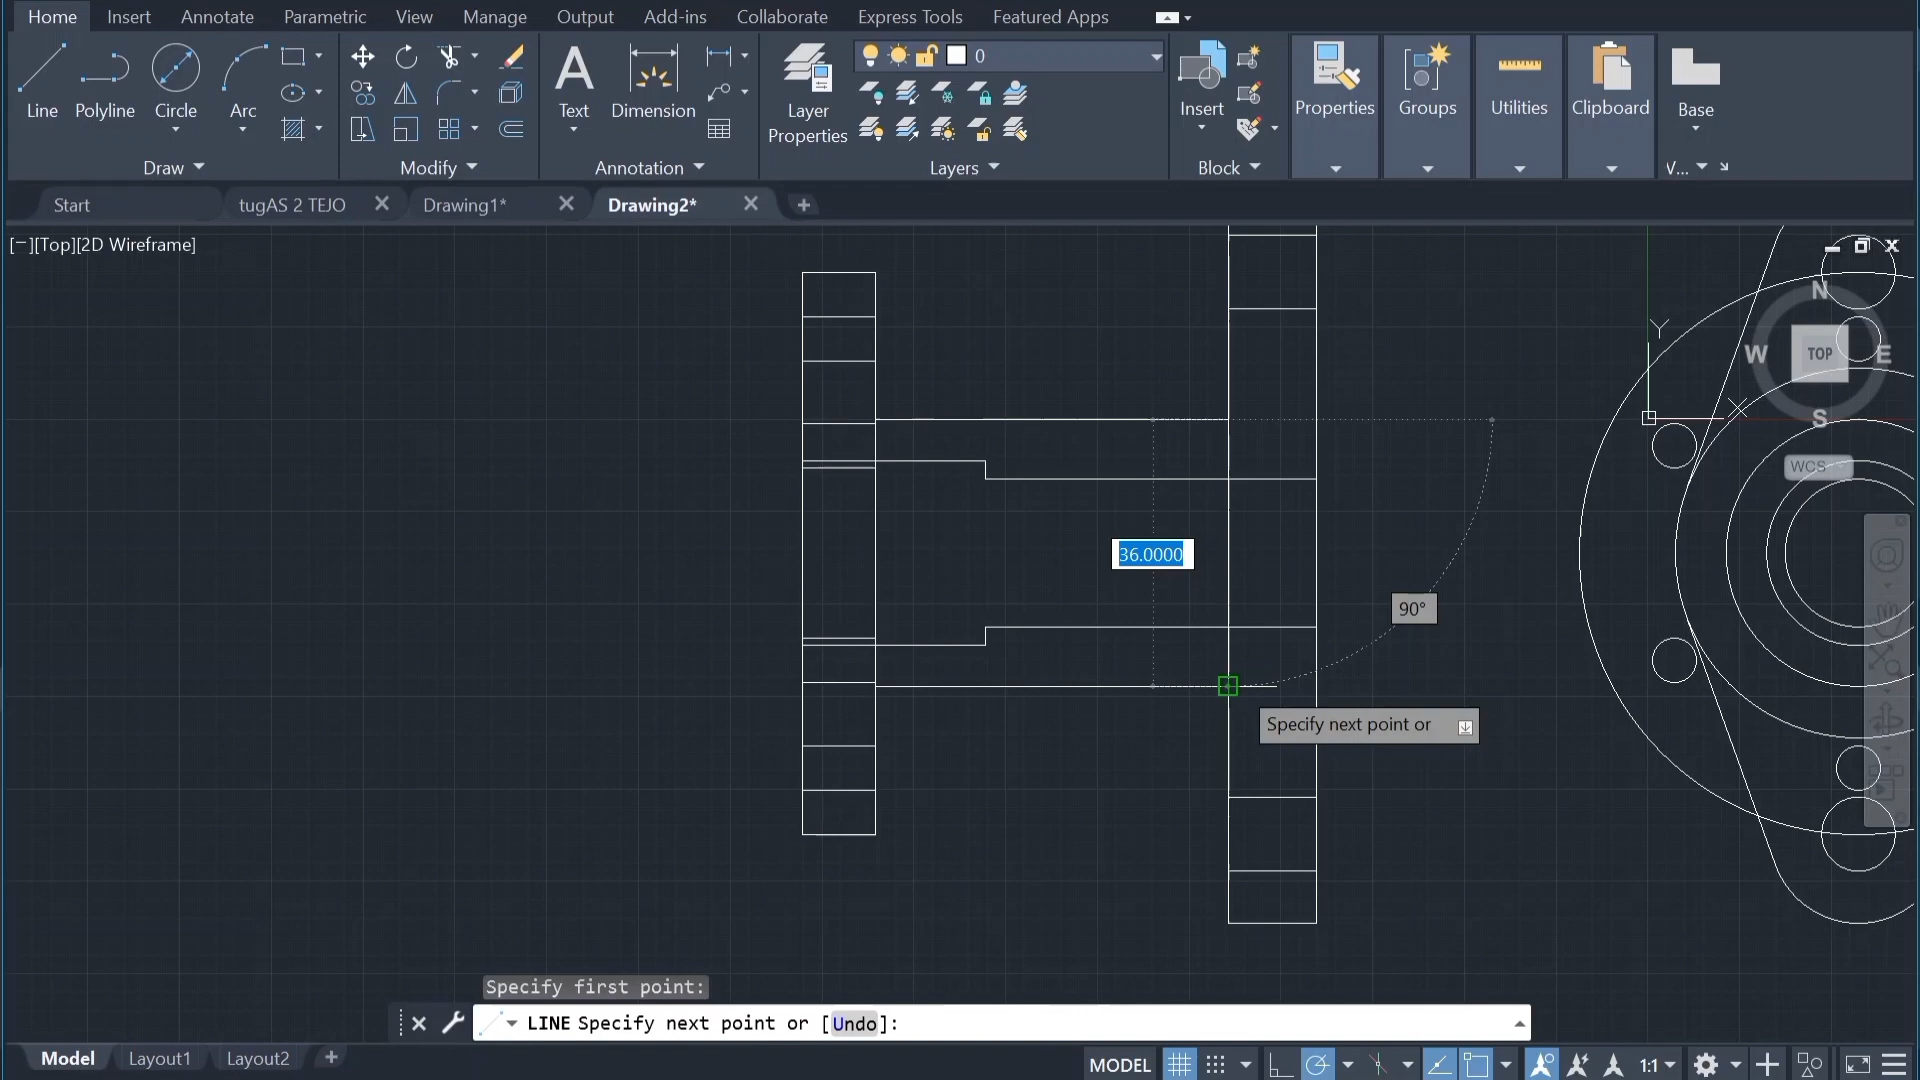 Home Insert Annotate Parametric View Manage Output Add-ins Collaborate Express Tools Featured Apps
Line Polyline Circle Arc
Text Dimension
Layer Properties
0
Insert
Properties Groups Utilities Clipboard Base
Draw Modify Annotation Layers Block V...
Start tugAS 2 TEJO Drawing1* Drawing2*
[−][Top][2D Wireframe]
N
Y
W TOP E
X
S
WCS
36.0000
90°
Specify next point or
Specify first point:
LINE Specify next point or [Undo]:
Model Layout1 Layout2
MODEL 1:1